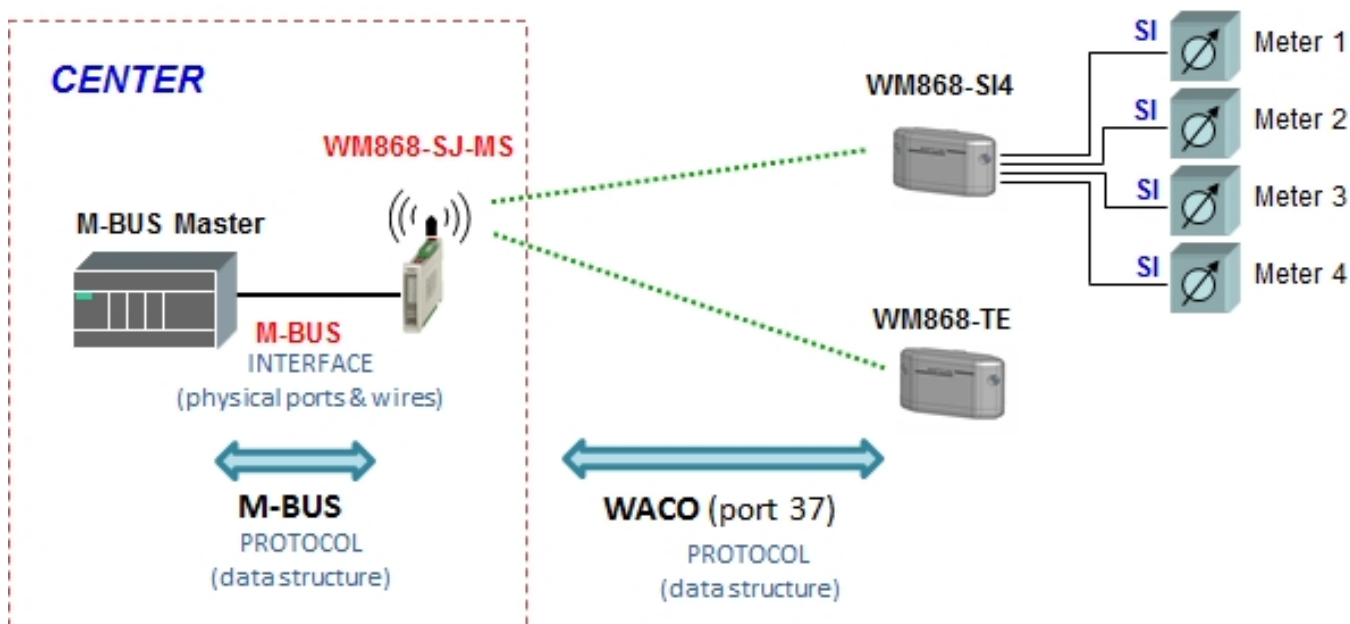 CENTER
WM868-SJ-MS
M-BUS Master
M-BUS
INTERFACE
(physical ports & wires)
M-BUS
PROTOCOL
(data structure)
WACO (port 37)
PROTOCOL
(data structure)
WM868-SI4
WM868-TE
SI Meter 1
SI Meter 2
SI Meter 3
SI Meter 4